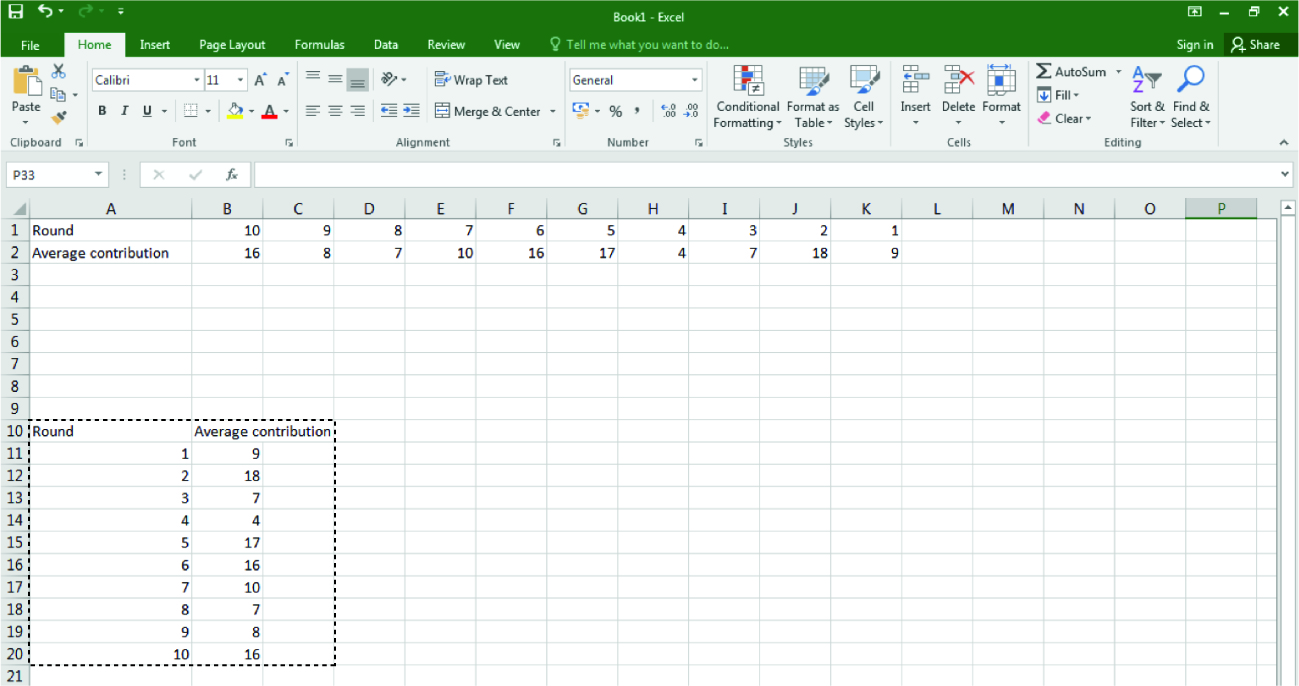 Book1 - Excel
File Home Insert Page Layout Formulas Data Review View Tell me what you want to do... Sign in Share
Calibri 11 A A Wrap Text General Conditional Formatting Format as Table Cell Styles Insert Delete Format AutoSum Fill Clear Sort & Filter Find & Select
Paste B I U A Merge & Center % , .0 .00 .00 .0
Clipboard Font Alignment Number Styles Cells Editing
P33 fx
A B C D E F G H I J K L M N O P
1 Round 10 9 8 7 6 5 4 3 2 1
2 Average contribution 16 8 7 10 16 17 4 7 18 9
3
4
5
6
7
8
9
10 Round Average contribution
11 1 9
12 2 18
13 3 7
14 4 4
15 5 17
16 6 16
17 7 10
18 8 7
19 9 8
20 10 16
21